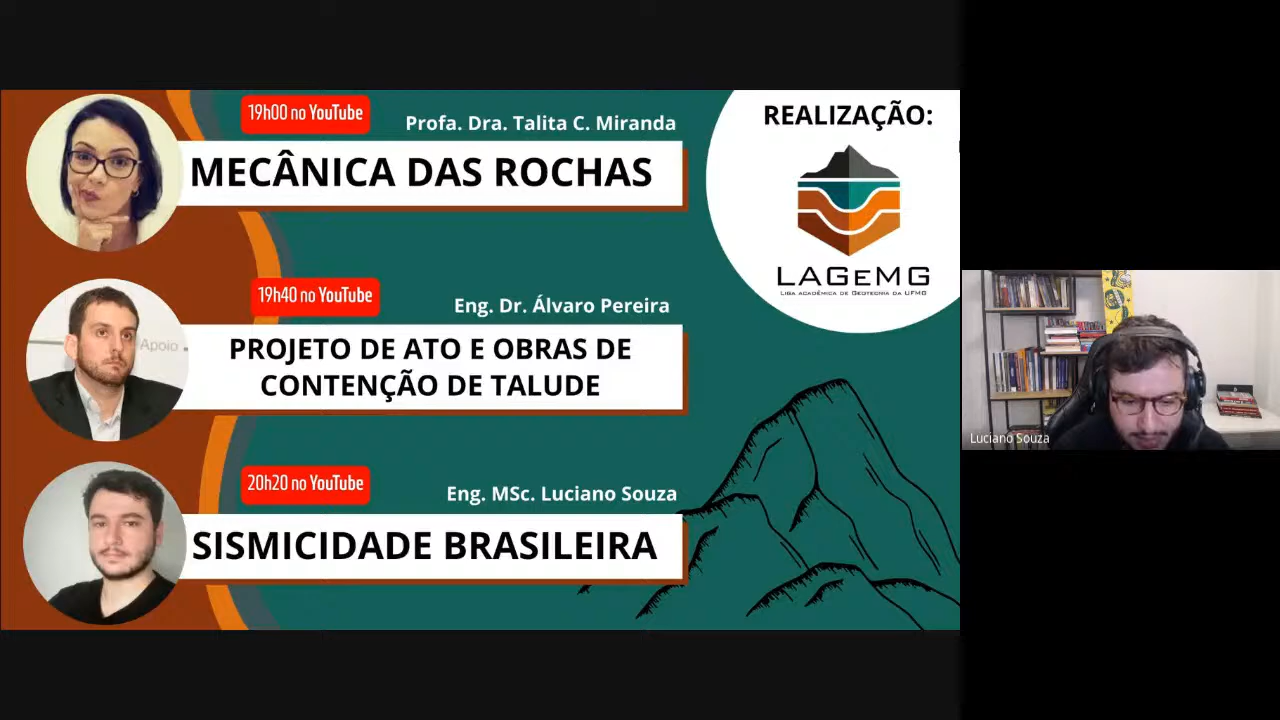 19h00 no YouTube
Profa. Dra. Talita C. Miranda
MECÂNICA DAS ROCHAS
19h40 no YouTube
Eng. Dr. Álvaro Pereira
Apoio
PROJETO DE ATO E OBRAS DE
CONTENÇÃO DE TALUDE
20h20 no YouTube
Eng. MSc. Luciano Souza
SISMICIDADE BRASILEIRA
REALIZAÇÃO:
LAGeMG
Liga acadêmica de Geotecnia da UFMG
Luciano Souza